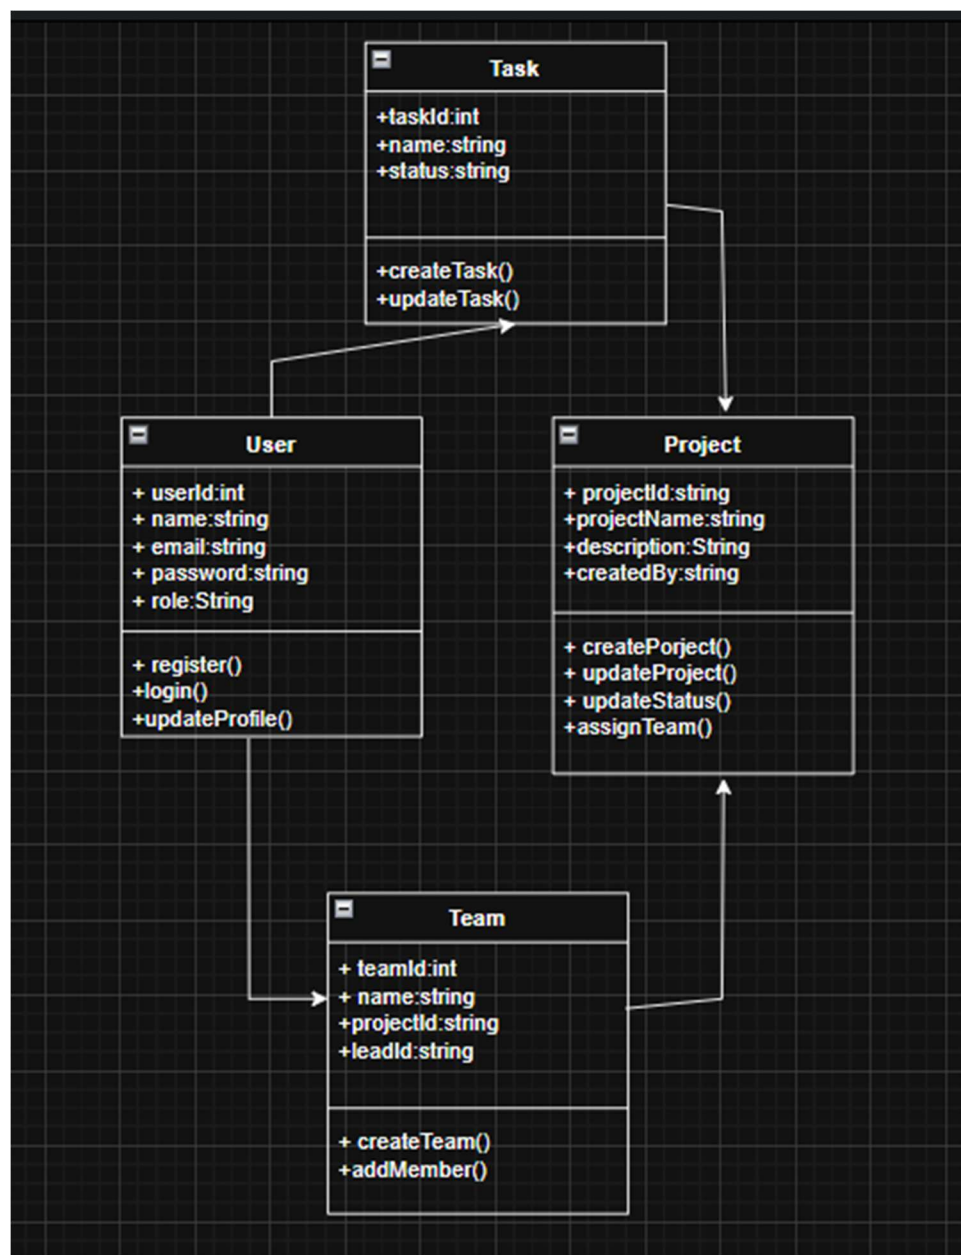 Task
+taskId:int
+name:string
+status:string
+createTask()
+updateTask()
User
+ userId:int
+ name:string
+ email:string
+ password:string
+ role:String
+ register()
+login()
+updateProfile()
Project
+ projectId:string
+projectName:string
+description:String
+createdBy:string
+ createPorject()
+ updateProject()
+ updateStatus()
+assignTeam()
Team
+ teamId:int
+ name:string
+projectId:string
+leadId:string
+ createTeam()
+addMember()